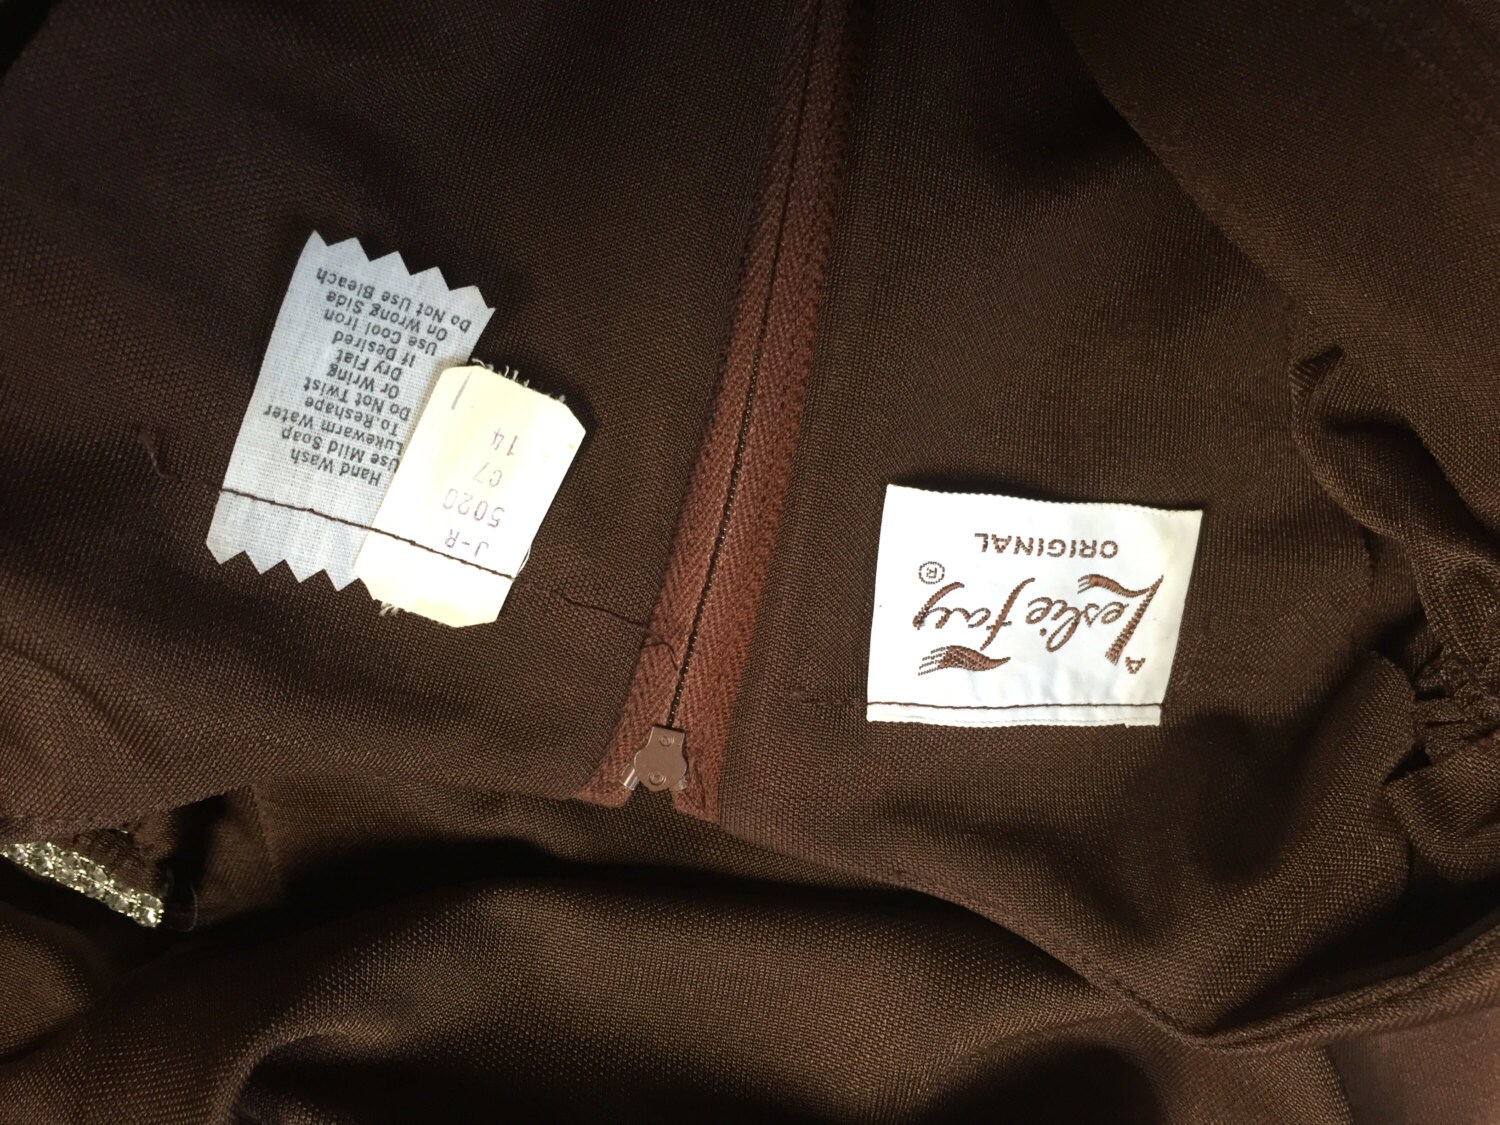 A
Leslie Fay ®
ORIGINAL
J-R
5020
C7
14
Hand Wash
Use Mild Soap
Lukewarm Water
To.Reshape
Do Not Twist
Or Wring
Dry Flat
If Desired
Use Cool Iron
On Wrong Side
Do Not Use Bleach